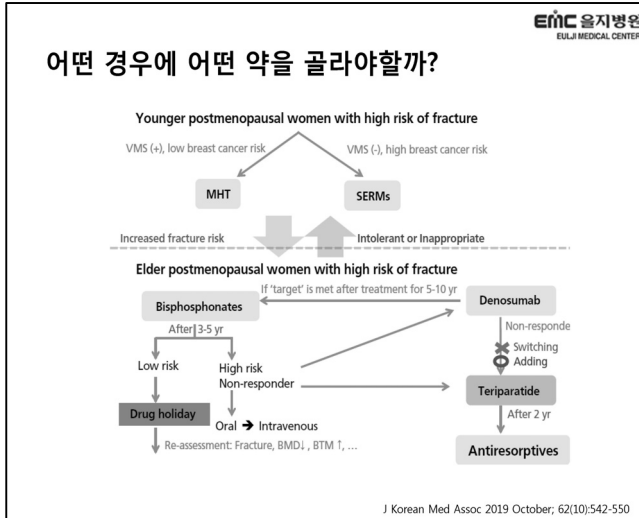 EMC 을지병원
EULJI MEDICAL CENTER
어떤 경우에 어떤 약을 골라야할까?
Younger postmenopausal women with high risk of fracture
VMS (+), low breast cancer risk
VMS (-), high breast cancer risk
MHT
SERMs
Increased fracture risk
Intolerant or Inappropriate
Elder postmenopausal women with high risk of fracture
If 'target' is met after treatment for 5-10 yr
Bisphosphonates
Denosumab
After 3-5 yr
Non-responde
Switching
Adding
Low risk
High risk
Non-responder
Teriparatide
Drug holiday
Oral ➔ Intravenous
After 2 yr
Re-assessment: Fracture, BMD↓, BTM ↑, ...
Antiresorptives
J Korean Med Assoc 2019 October; 62(10):542-550